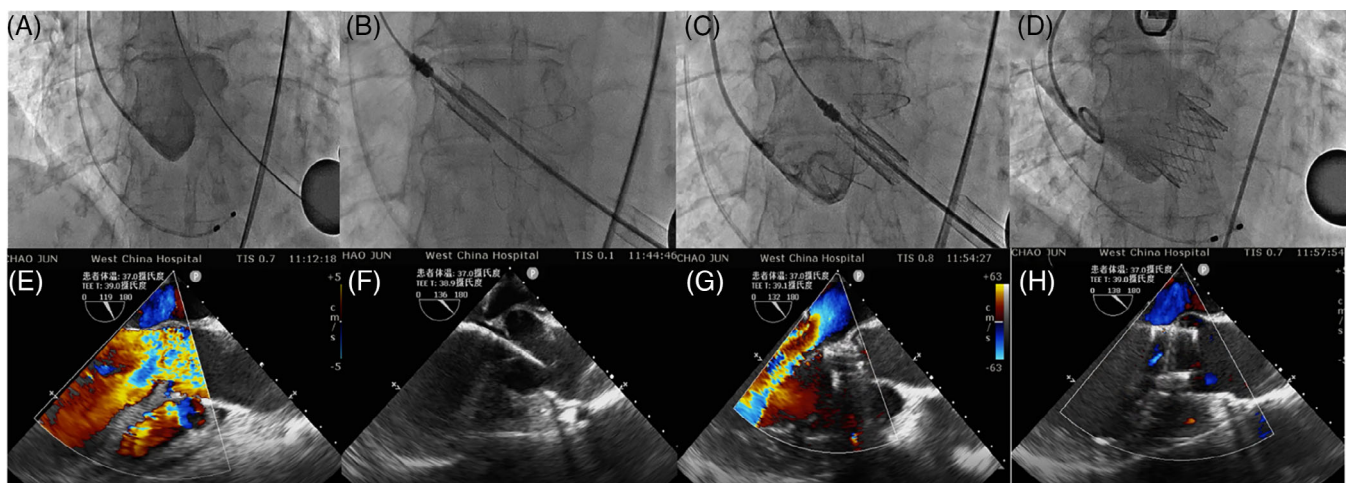 (A)
(B)
(C)
(D)
CHAO JUN West China Hospital TIS 0.7 11:12:18
患者体温: 37.0摄氏度
TEE T: 39.0摄氏度
0 119 180
P
+5
cm/s
-5
(E)
West China Hospital TIS 0.1 11:44:46
患者体温: 37.0摄氏度
TEE T: 38.9摄氏度
0 136 180
P
(F)
CHAO JUN West China Hospital TIS 0.8 11:54:27
患者体温: 37.0摄氏度
TEE T: 39.1摄氏度
0 132 180
P
+63
cm/s
-63
(G)
CHAO JUN West China Hospital TIS 0.7 11:57:54
患者体温: 37.0摄氏度
TEE T: 39.0摄氏度
0 138 180
P
cm/s
(H)